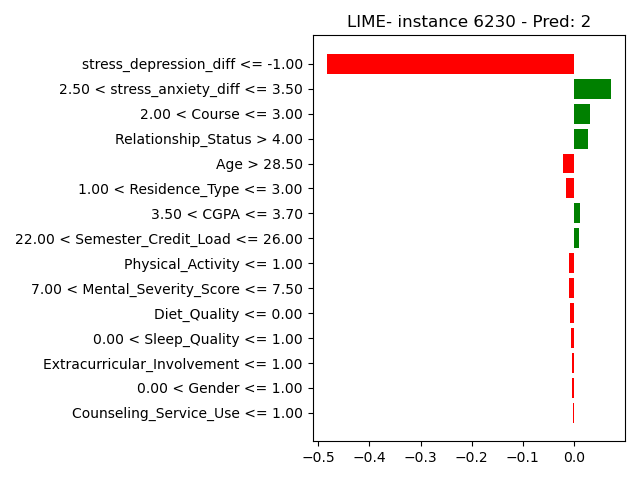 LIME- instance 6230 - Pred: 2
stress_depression_diff <= -1.00
2.50 < stress_anxiety_diff <= 3.50
2.00 < Course <= 3.00
Relationship_Status > 4.00
Age > 28.50
1.00 < Residence_Type <= 3.00
3.50 < CGPA <= 3.70
22.00 < Semester_Credit_Load <= 26.00
Physical_Activity <= 1.00
7.00 < Mental_Severity_Score <= 7.50
Diet_Quality <= 0.00
0.00 < Sleep_Quality <= 1.00
Extracurricular_Involvement <= 1.00
0.00 < Gender <= 1.00
Counseling_Service_Use <= 1.00
−0.5 −0.4 −0.3 −0.2 −0.1 0.0